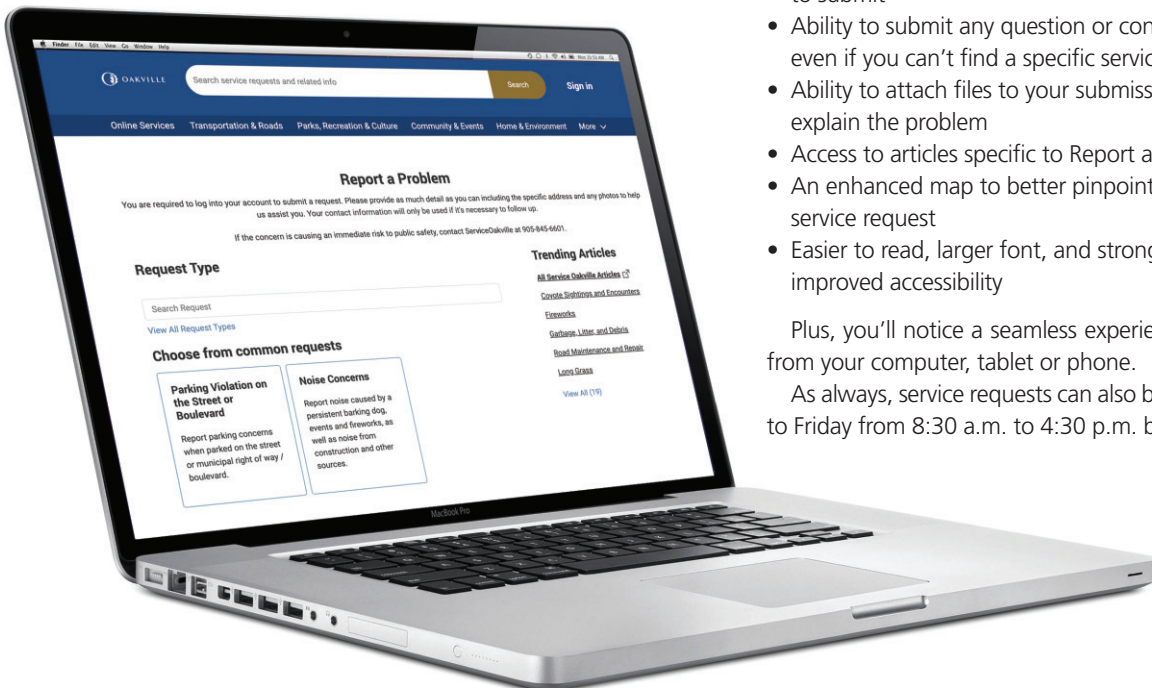 Finder File Edit View Go Window Help
OAKVILLE
Search service requests and related info
Search
Sign in
Online Services Transportation & Roads Parks, Recreation & Culture Community & Events Home & Environment More
Report a Problem
You are required to log into your account to submit a request. Please provide as much detail as you can including the specific address and any photos to help
us assist you. Your contact information will only be used if it's necessary to follow up.
If the concern is causing an immediate risk to public safety, contact ServiceOakville at 905-845-6601.
Request Type
Search Request
View All Request Types
Choose from common requests
Parking Violation on
the Street or
Boulevard
Report parking concerns
when parked on the street
or municipal right of way /
boulevard.
Noise Concerns
Report noise caused by a
persistent barking dog,
events and fireworks, as
well as noise from
construction and other
sources.
Trending Articles
All Service Oakville Articles
Coyote Sightings and Encounters
Fireworks
Garbage, Litter, and Debris
Road Maintenance and Repair
Long Grass
View All (19)
MacBook Pro
to submit
• Ability to submit any question or con
even if you can't find a specific servic
• Ability to attach files to your submiss
explain the problem
• Access to articles specific to Report a
• An enhanced map to better pinpoint
service request
• Easier to read, larger font, and strong
improved accessibility
Plus, you'll notice a seamless experie
from your computer, tablet or phone.
As always, service requests can also b
to Friday from 8:30 a.m. to 4:30 p.m. b